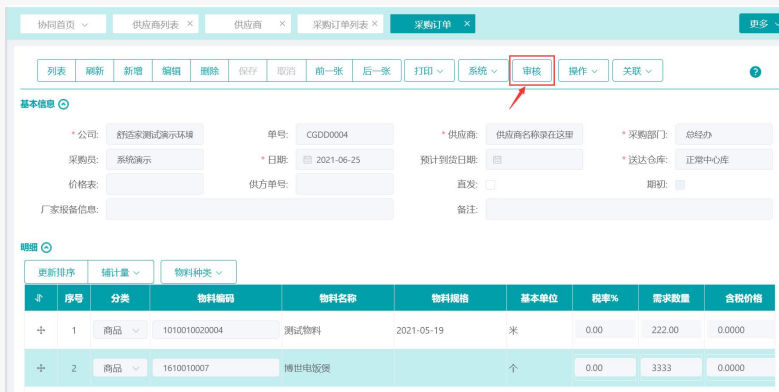 协同首页 供应商列表 × 供应商 × 采购订单列表 × 采购订单 × 更多
列表 刷新 新增 编辑 删除 保存 取消 前一张 后一张 打印 系统 审核 操作 关联 ?
基本信息
* 公司: 舒适家测试演示环境 单号: CGDD0004 * 供应商: 供应商名称录在这里 * 采购部门: 总经办
采购员: 系统演示 * 日期: 2021-06-25 预计到货日期: * 送达仓库: 正常中心库
价格表: 供方单号: 直发: 期初:
厂家报备信息: 备注:
明细
更新排序 辅计量 物料种类
序号 分类 物料编码 物料名称 物料规格 基本单位 税率% 需求数量 含税价格
1 商品 1010010020004 测试物料 2021-05-19 米 0.00 222.00 0.0000
2 商品 1610010007 博世电饭煲 个 0.00 3333 0.0000